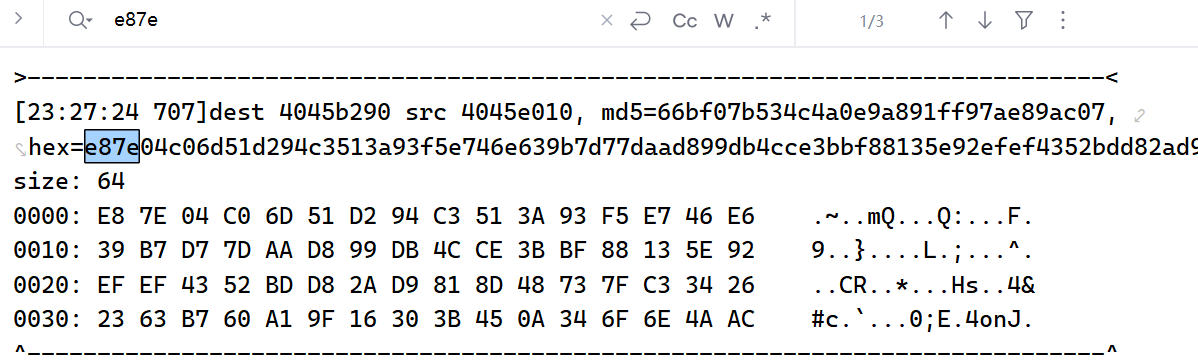 e87e
Cc W .* 1/3
>-----------------------------------------------------------------------------<
[23:27:24 707]dest 4045b290 src 4045e010, md5=66bf07b534c4a0e9a891ff97ae89ac07,
hex=e87e04c06d51d294c3513a93f5e746e639b7d77daad899db4cce3bbf88135e92efef4352bdd82ad9
size: 64
0000: E8 7E 04 C0 6D 51 D2 94 C3 51 3A 93 F5 E7 46 E6    .~..mQ...Q:...F.
0010: 39 B7 D7 7D AA D8 99 DB 4C CE 3B BF 88 13 5E 92    9..}....L.;...^.
0020: EF EF 43 52 BD D8 2A D9 81 8D 48 73 7F C3 34 26    ..CR..*...Hs..4&
0030: 23 63 B7 60 A1 9F 16 30 3B 45 0A 34 6F 6E 4A AC    #c.`...0;E.4onJ.
^-----------------------------------------------------------------------------^